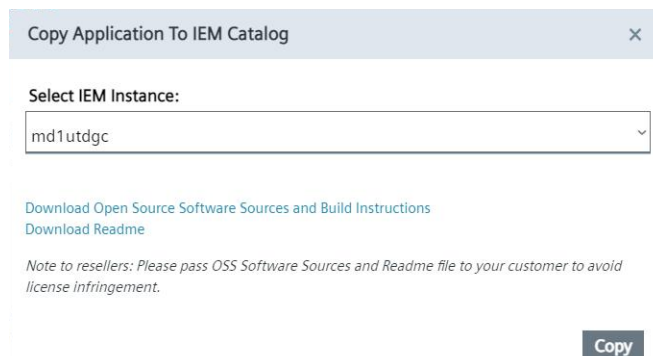 Copy Application To IEM Catalog
Select IEM Instance:
md1utdgc
Download Open Source Software Sources and Build Instructions
Download Readme
Note to resellers: Please pass OSS Software Sources and Readme file to your customer to avoid
license infringement.
Copy